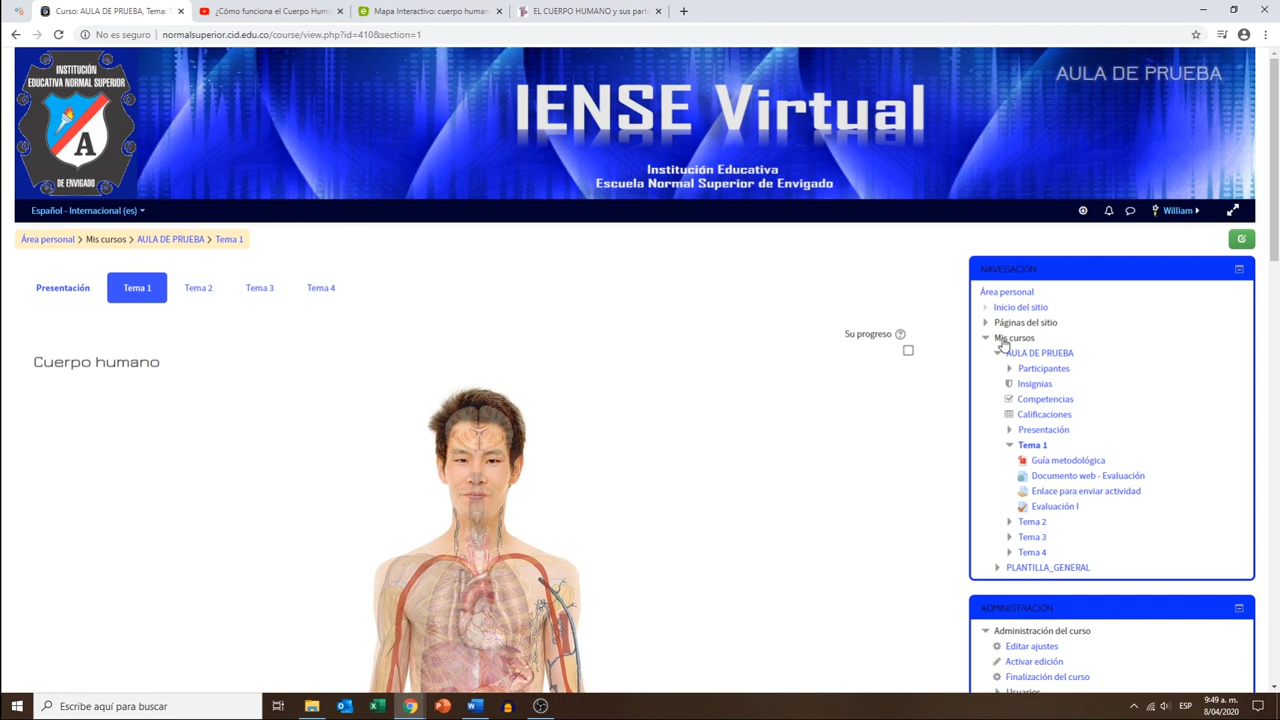 Curso: AULA DE PRUEBA, Tema:
¿Cómo funciona el Cuerpo Hum
Mapa Interactivo: cuerpo human
EL CUERPO HUMANO y sus part
No es seguro
normalsuperior.cid.edu.co/course/view.php?id=410&section=1
INSTITUCIÓN
EDUCATIVA NORMAL SUPERIOR
A
DE ENVIGADO
IENSE Virtual
Institución Educativa
Escuela Normal Superior de Envigado
AULA DE PRUEBA
Español - Internacional (es)
William
Área personal > Mis cursos > AULA DE PRUEBA > Tema 1
Presentación
Tema 1
Tema 2
Tema 3
Tema 4
Su progreso
Cuerpo humano
NAVEGACIÓN
Área personal
Inicio del sitio
Páginas del sitio
Mis cursos
AULA DE PRUEBA
Participantes
Insignias
Competencias
Calificaciones
Presentación
Tema 1
Guía metodológica
Documento web - Evaluación
Enlace para enviar actividad
Evaluación I
Tema 2
Tema 3
Tema 4
PLANTILLA_GENERAL
ADMINISTRACIÓN
Administración del curso
Editar ajustes
Activar edición
Finalización del curso
Usuarios
Escribe aquí para buscar
ESP
9:49 a. m.
8/04/2020